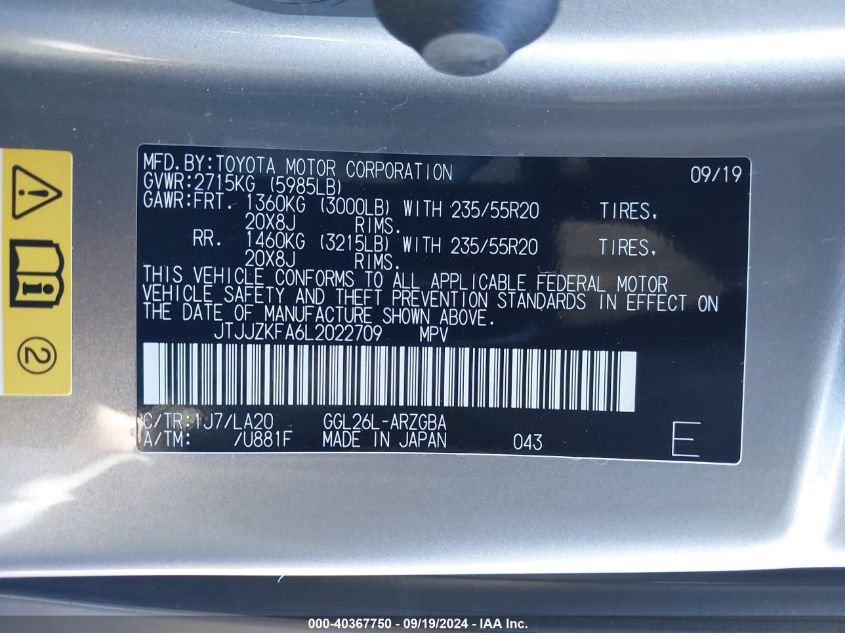 MFD.BY:TOYOTA MOTOR CORPORATION 09/19
GVWR:2715KG (5985LB)
GAWR:FRT. 1360KG (3000LB) WITH 235/55R20 TIRES,
20X8J RIMS.
RR. 1460KG (3215LB) WITH 235/55R20 TIRES,
20X8J RIMS.
THIS VEHICLE CONFORMS TO ALL APPLICABLE FEDERAL MOTOR
VEHICLE SAFETY AND THEFT PREVENTION STANDARDS IN EFFECT ON
THE DATE OF MANUFACTURE SHOWN ABOVE.
JTJJZKFA6L2022709 MPV
C/TR:1J7/LA20 GGL26L-ARZGBA
A/TM: /U881F MADE IN JAPAN 043 E
2
000-40367750 - 09/19/2024 - IAA Inc.